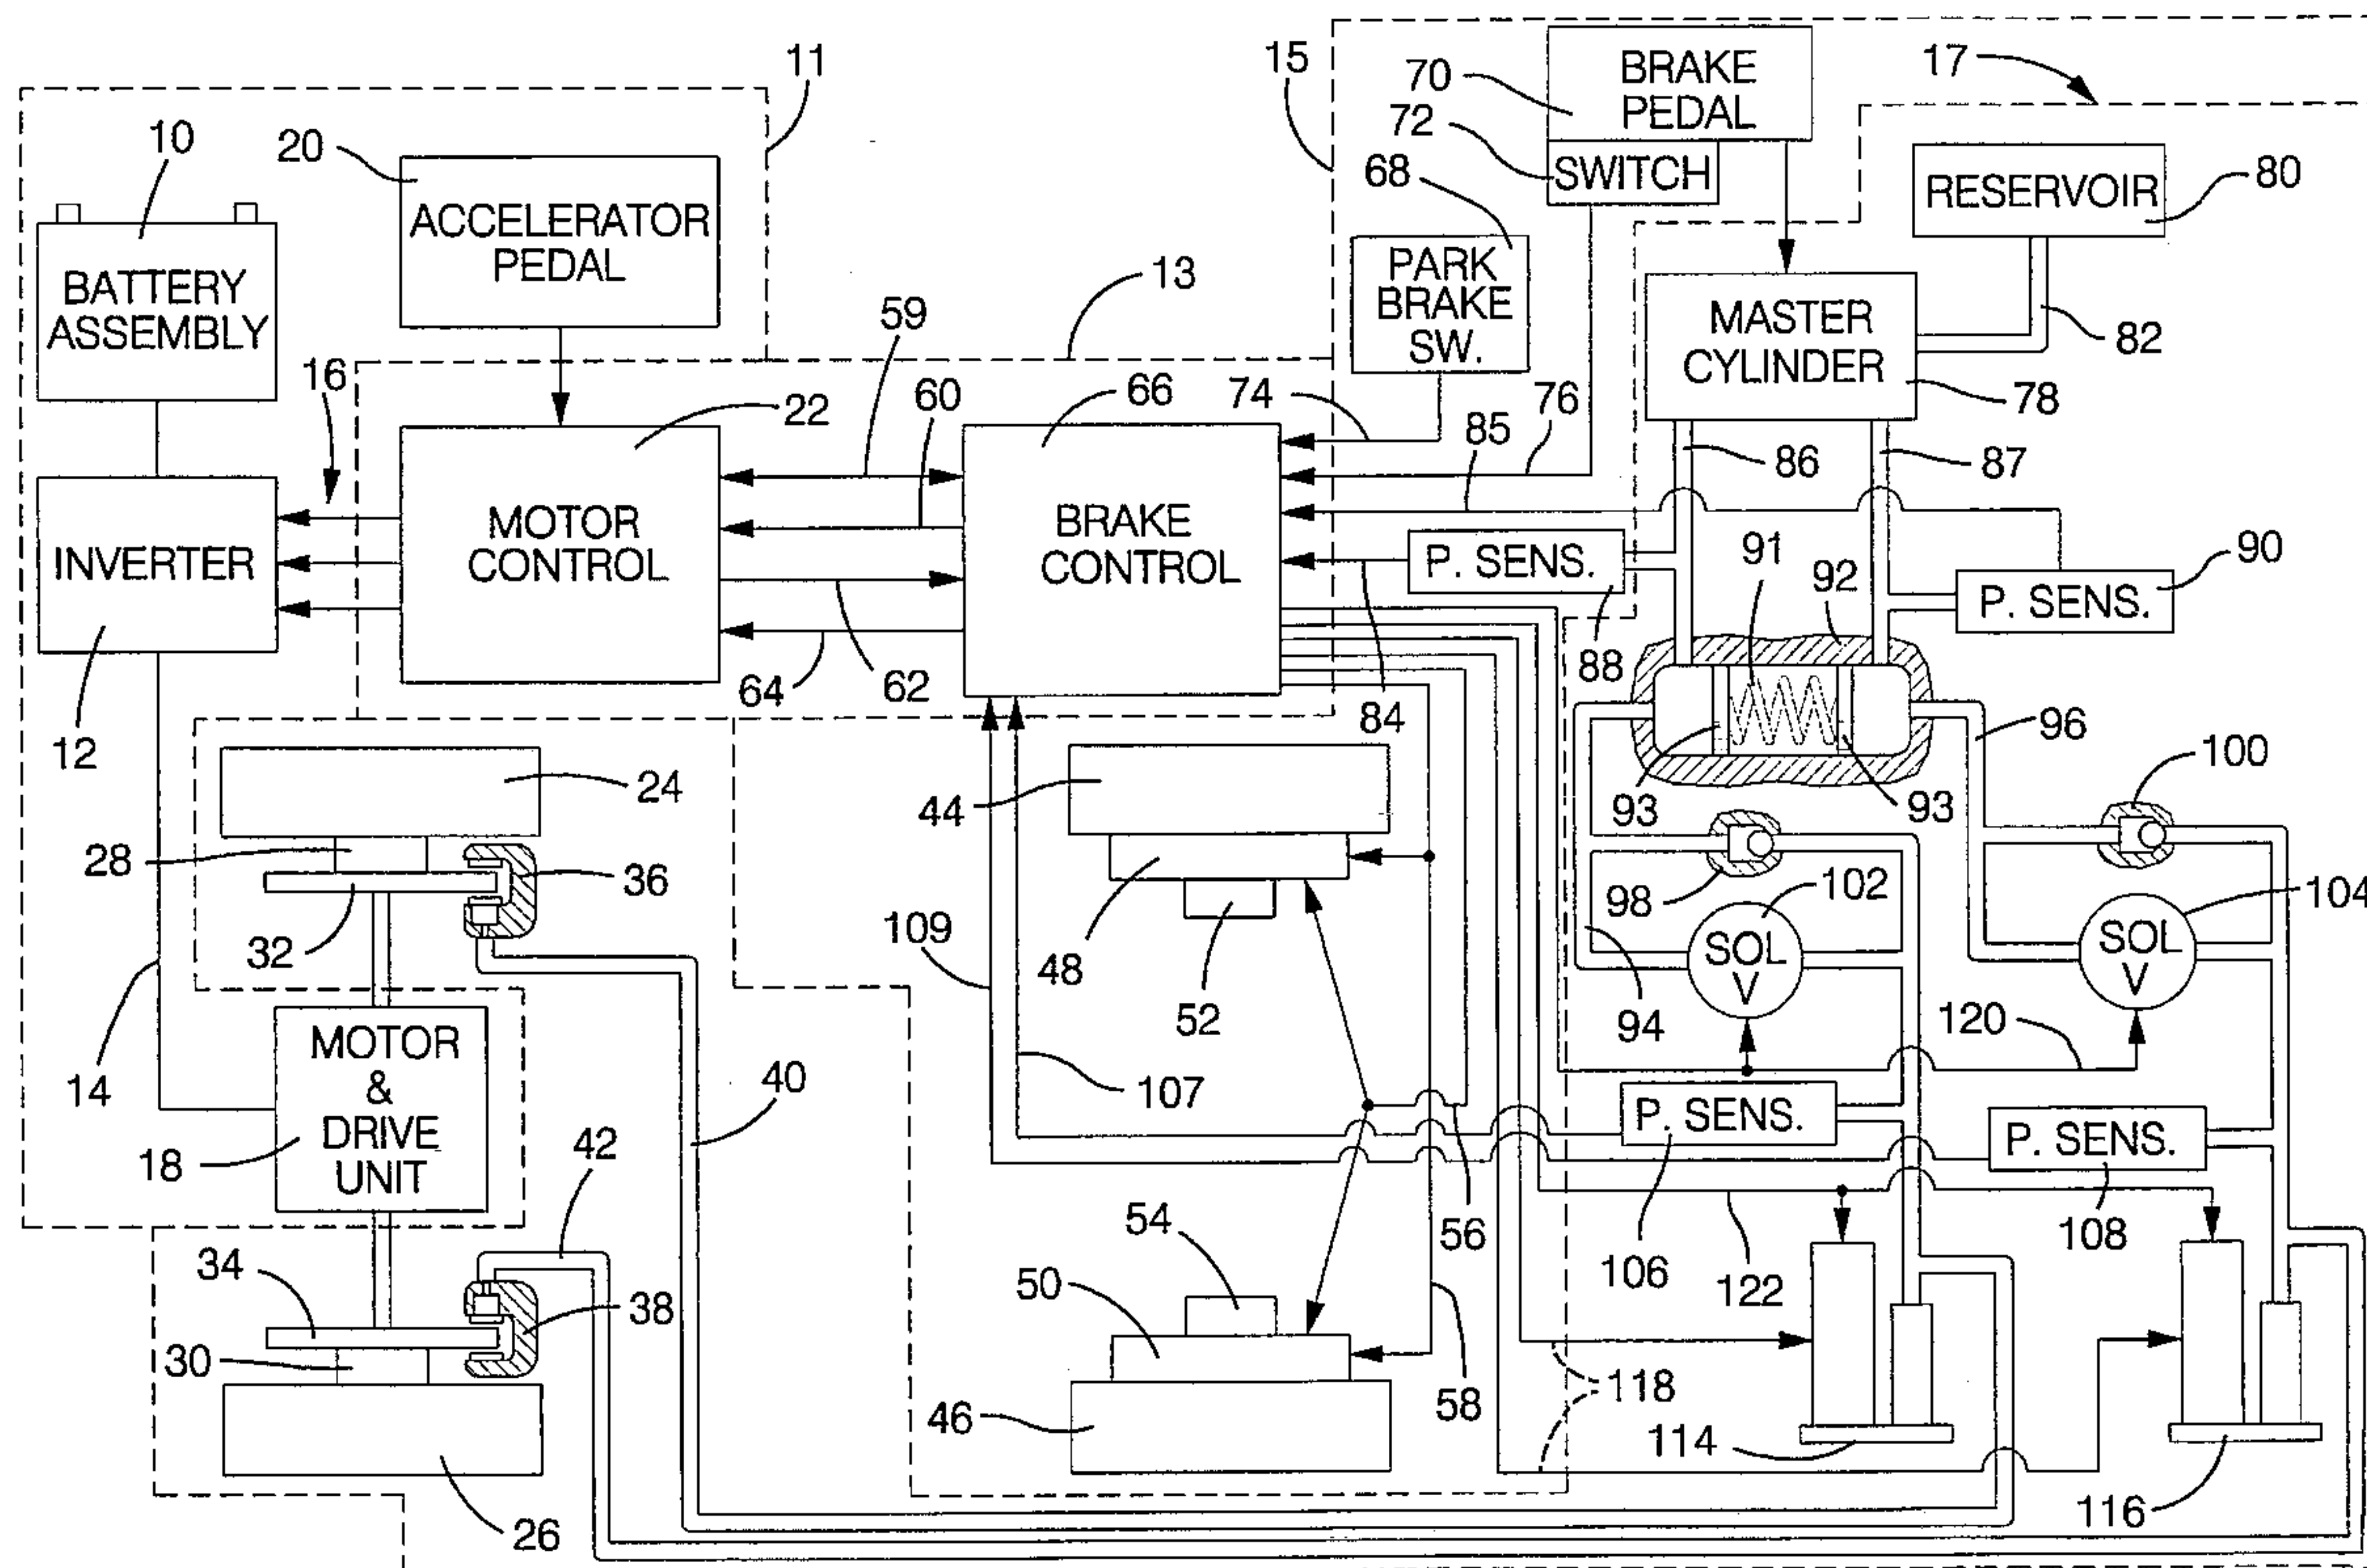 11
15
70
BRAKE
PEDAL
17
10
20
72
SWITCH
68
RESERVOIR
80
ACCELERATOR
PEDAL
BATTERY
ASSEMBLY
13
PARK
BRAKE
SW.
MASTER
CYLINDER
82
59
16
22
60
66
74
76
78
85
86
87
INVERTER
MOTOR
CONTROL
BRAKE
CONTROL
P. SENS.
91
92
90
P. SENS.
88
64
62
84
12
24
44
93
93
96
100
28
36
98
102
104
32
109
48
52
SOL
V
SOL
V
94
120
14
MOTOR
&
DRIVE
UNIT
18
40
107
P. SENS.
P. SENS.
42
56
106
122
108
34
38
54
50
30
58
118
46
114
116
26